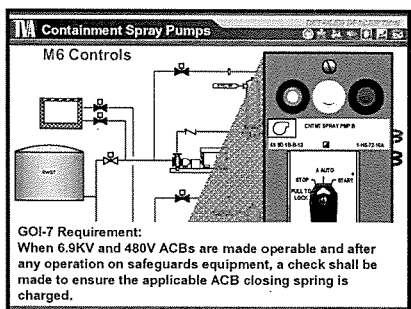 DETAILED DESCRIPTION
TVA Containment Spray Pumps
M6 Controls
RWST
CNTMT SPRAY PMP B
1-HS-72-10A
A AUTO
STOP
START
PULL TO
LOCK
GOI-7 Requirement:
When 6.9KV and 480V ACBs are made operable and after
any operation on safeguards equipment, a check shall be
made to ensure the applicable ACB closing spring is
charged.